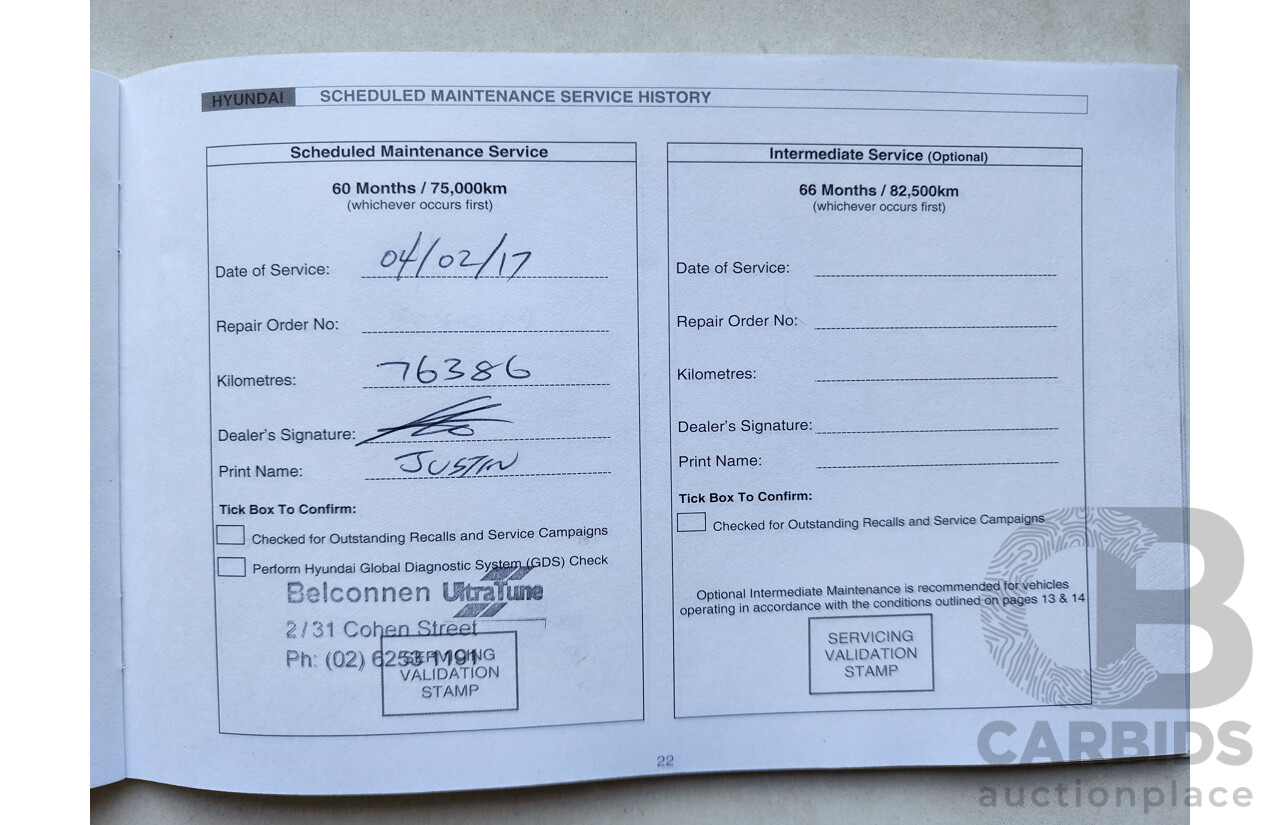 HYUNDAI SCHEDULED MAINTENANCE SERVICE HISTORY
Scheduled Maintenance Service
60 Months / 75,000km
(whichever occurs first)
Date of Service: 04/02/17
Repair Order No:
Kilometres: 76386
Dealer's Signature:
Print Name: JUSTIN
Tick Box To Confirm:
Checked for Outstanding Recalls and Service Campaigns
Perform Hyundai Global Diagnostic System (GDS) Check
Belconnen UltraTune
2/31 Cohen Street
Ph: (02) 6253 1191
SERVICING
VALIDATION
STAMP
Intermediate Service (Optional)
66 Months / 82,500km
(whichever occurs first)
Date of Service:
Repair Order No:
Kilometres:
Dealer's Signature:
Print Name:
Tick Box To Confirm:
Checked for Outstanding Recalls and Service Campaigns
Optional Intermediate Maintenance is recommended for vehicles
operating in accordance with the conditions outlined on pages 13 & 14
SERVICING
VALIDATION
STAMP
22
CB
CARBIDS
auctionplace